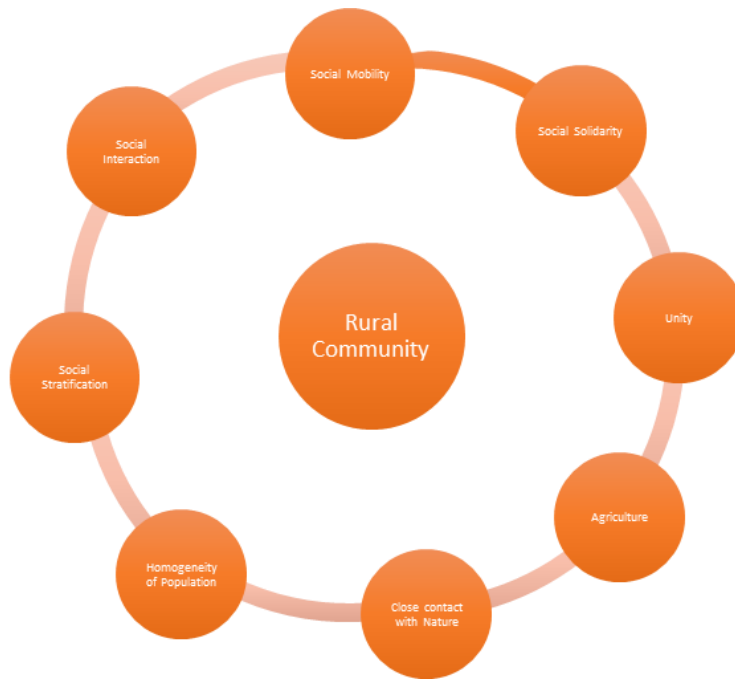 Social Mobility
Social Solidarity
Unity
Agriculture
Close contact
with Nature
Homogeneity
of Population
Social
Stratification
Social
Interaction
Rural
Community